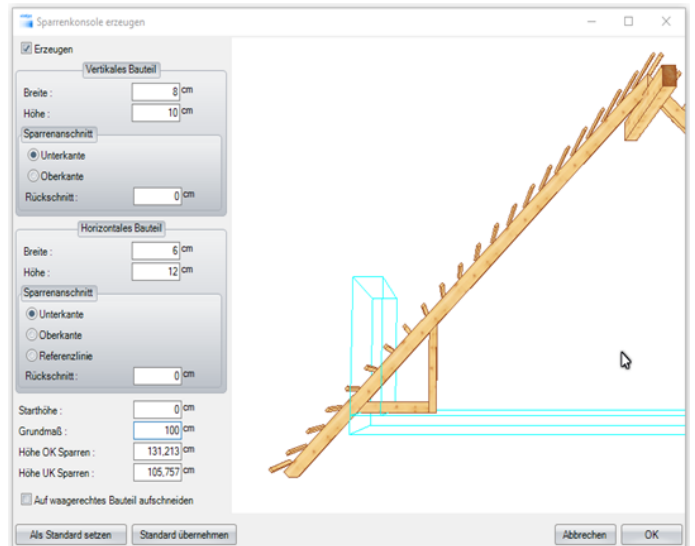 Sparrenkonsole erzeugen
Erzeugen
Vertikales Bauteil
Breite : 8 cm
Höhe : 10 cm
Sparrenanschnitt
Unterkante
Oberkante
Rückschnitt : 0 cm
Horizontales Bauteil
Breite : 6 cm
Höhe : 12 cm
Sparrenanschnitt
Unterkante
Oberkante
Referenzlinie
Rückschnitt : 0 cm
Starthöhe : 0 cm
Grundmaß : 100 cm
Höhe OK Sparren : 131,213 cm
Höhe UK Sparren : 105,757 cm
Auf waagerechtes Bauteil aufschneiden
Als Standard setzen Standard übernehmen Abbrechen OK